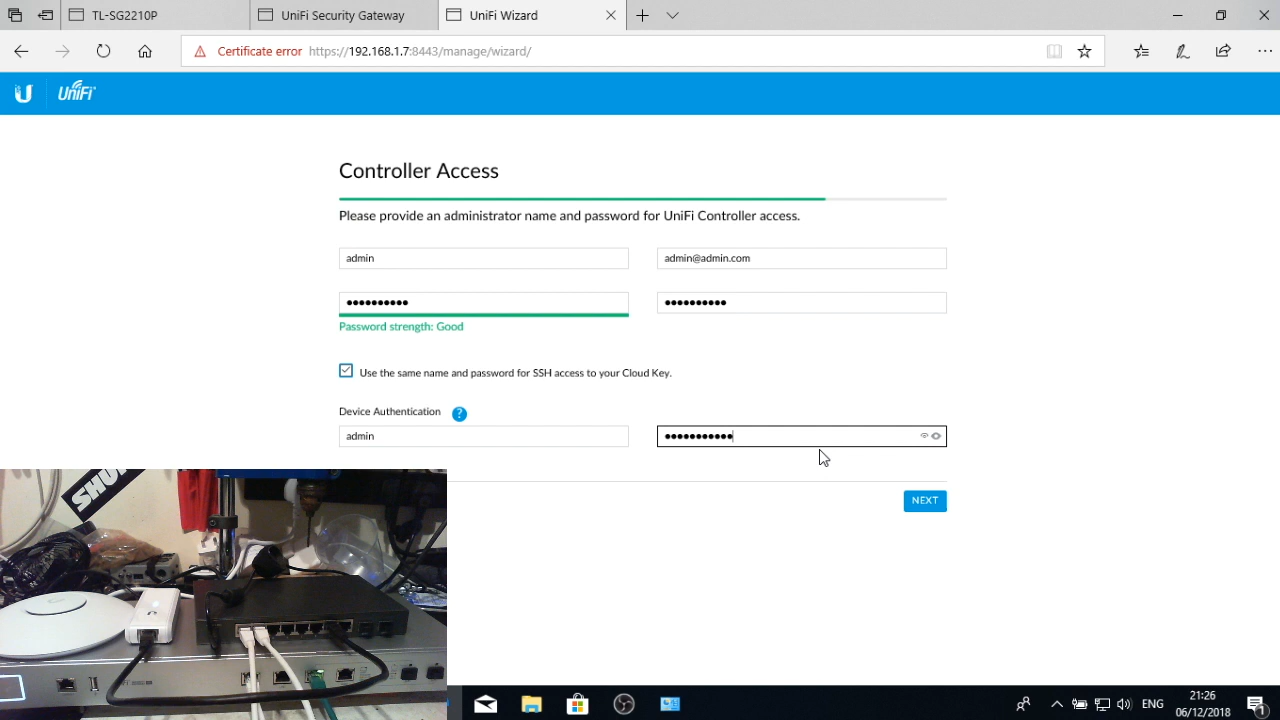 TL-SG2210P
UniFi Security Gateway
UniFi
Certificate error https://192.168.1.7:8443/manage/wizard/
UniFi
Controller Access
Please provide an administrator name and password for UniFi Controller access.
admin admin@admin.com
●●●●●●●●●● ●●●●●●●●●●
Password strength: Good
Use the same name and password for SSH access to your Cloud Key.
Device Authentication ?
admin ●●●●●●●●●●●
NEXT
SHU
ENG
21:26
06/12/2018
1